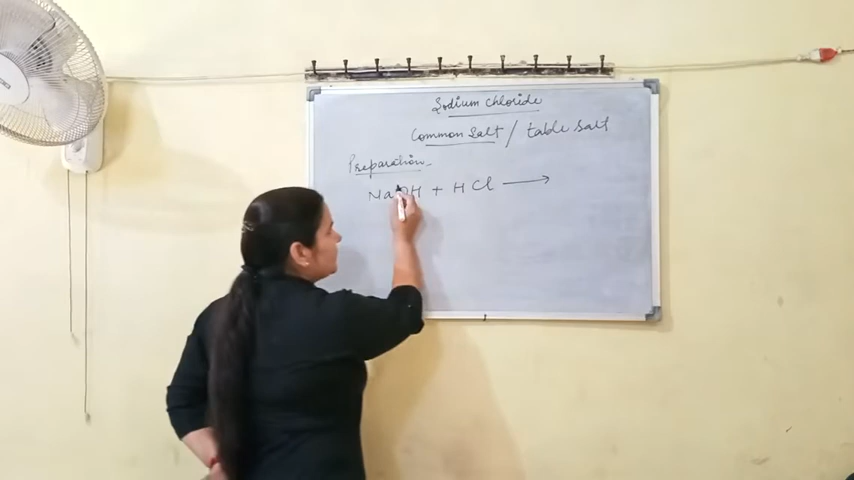 Sodium Chloride
Common Salt / table Salt
Preparation
NaOH + HCl ⟶